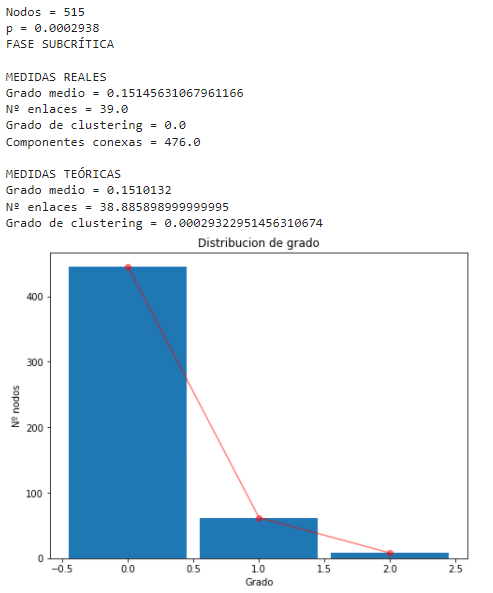 Nodos = 515
p = 0.0002938
FASE SUBCRÍTICA
MEDIDAS REALES
Grado medio = 0.15145631067961166
Nº enlaces = 39.0
Grado de clustering = 0.0
Componentes conexas = 476.0
MEDIDAS TEÓRICAS
Grado medio = 0.1510132
Nº enlaces = 38.885898999999995
Grado de clustering = 0.00029322951456310674
Distribucion de grado
Nº nodos
400
300
200
100
0
−0.5 0.0 0.5 1.0 1.5 2.0 2.5
Grado